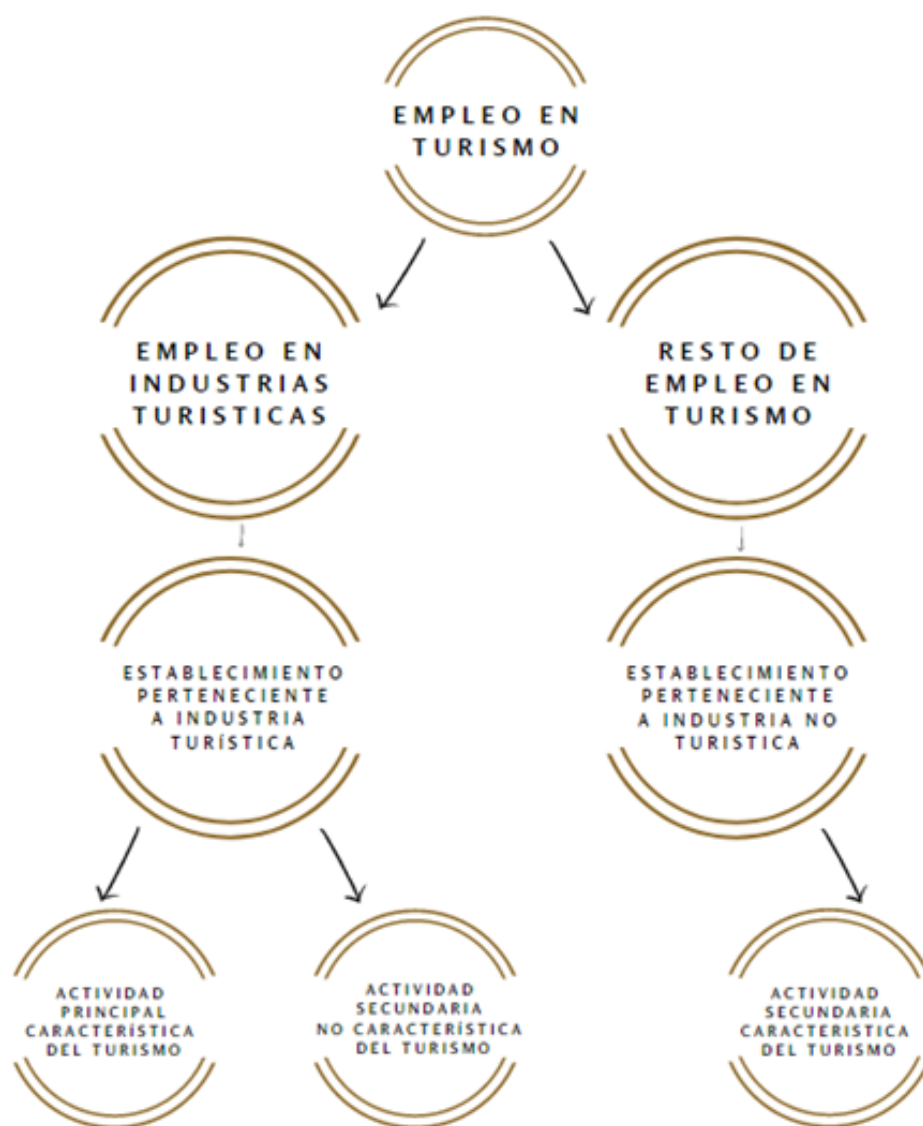 EMPLEO EN
TURISMO
EMPLEO EN
INDUSTRIAS
TURISTICAS
RESTO DE
EMPLEO EN
TURISMO
ESTABLECIMIENTO
PERTENECIENTE
A INDUSTRIA
TURÍSTICA
ESTABLECIMIENTO
PERTENECIENTE
A INDUSTRIA NO
TURISTICA
ACTIVIDAD
PRINCIPAL
CARACTERÍSTICA
DEL TURISMO
ACTIVIDAD
SECUNDARIA
NO CARACTERÍSTICA
DEL TURISMO
ACTIVIDAD
SECUNDARIA
CARACTERISTICA
DEL TURISMO